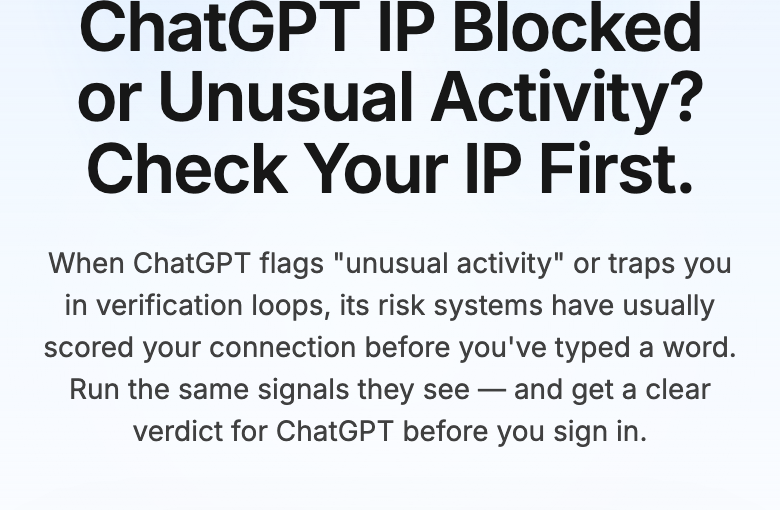 ChatGPT IP Blocked
or Unusual Activity?
Check Your IP First.
When ChatGPT flags "unusual activity" or traps you
in verification loops, its risk systems have usually
scored your connection before you've typed a word.
Run the same signals they see — and get a clear
verdict for ChatGPT before you sign in.